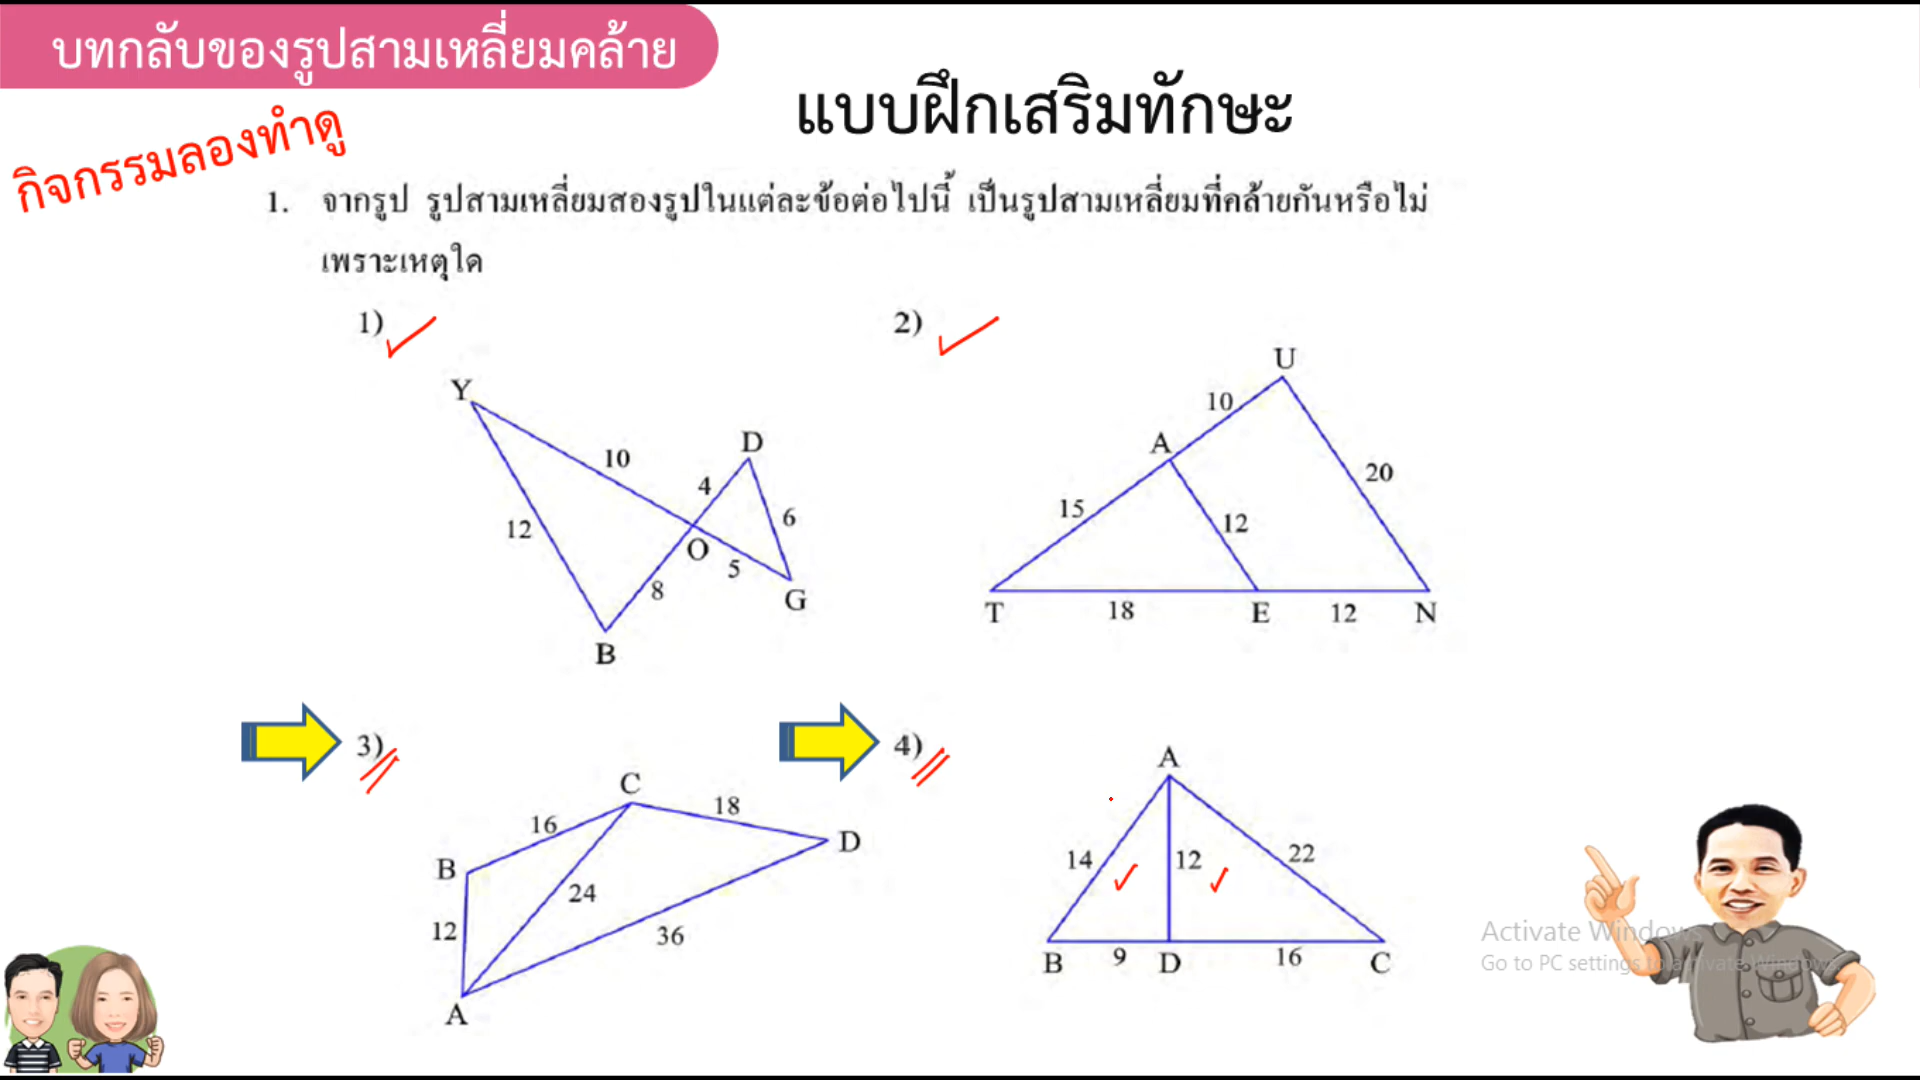 บทกลับของรูปสามเหลี่ยมคล้าย
แบบฝึกเสริมทักษะ
กิจกรรมลองทำดู
1. จากรูป รูปสามเหลี่ยมสองรูปในแต่ละข้อต่อไปนี้ เป็นรูปสามเหลี่ยมที่คล้ายกันหรือไม่
เพราะเหตุใด
1)
Y
10
D
4
12
6
O
5
8
G
B
2)
U
10
A
20
15
12
T
18
E
12
N
3)
C
18
16
D
B
24
12
36
A
4)
A
14
12
22
B
9
D
16
C
Activate Windows
Go to PC settings to activate Windows.